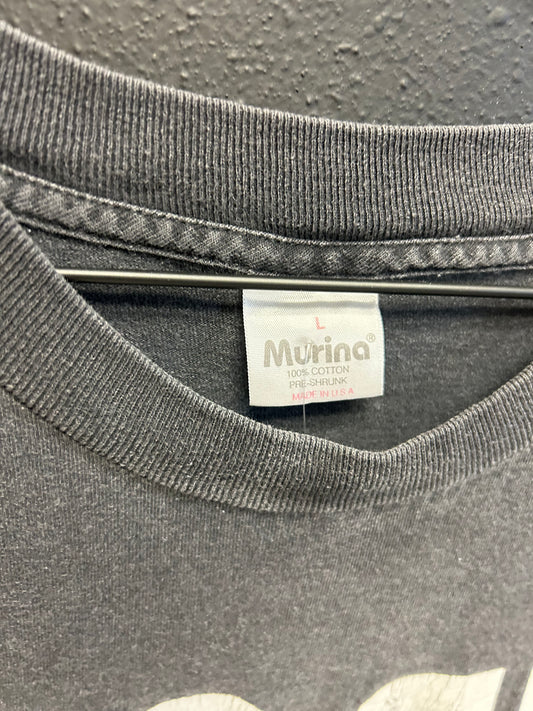 L
Murina®
100% COTTON
PRE-SHRUNK
MADE IN U S A